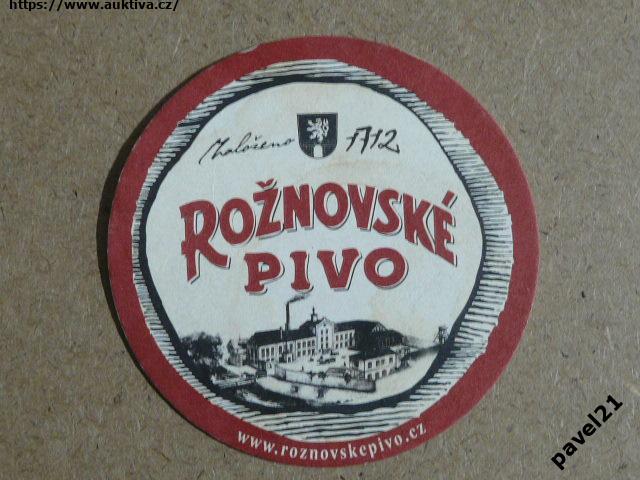 https://www.auktiva.cz/
Založeno 1712
ROŽNOVSKÉ
PIVO
www.roznovskepivo.cz
pavel21